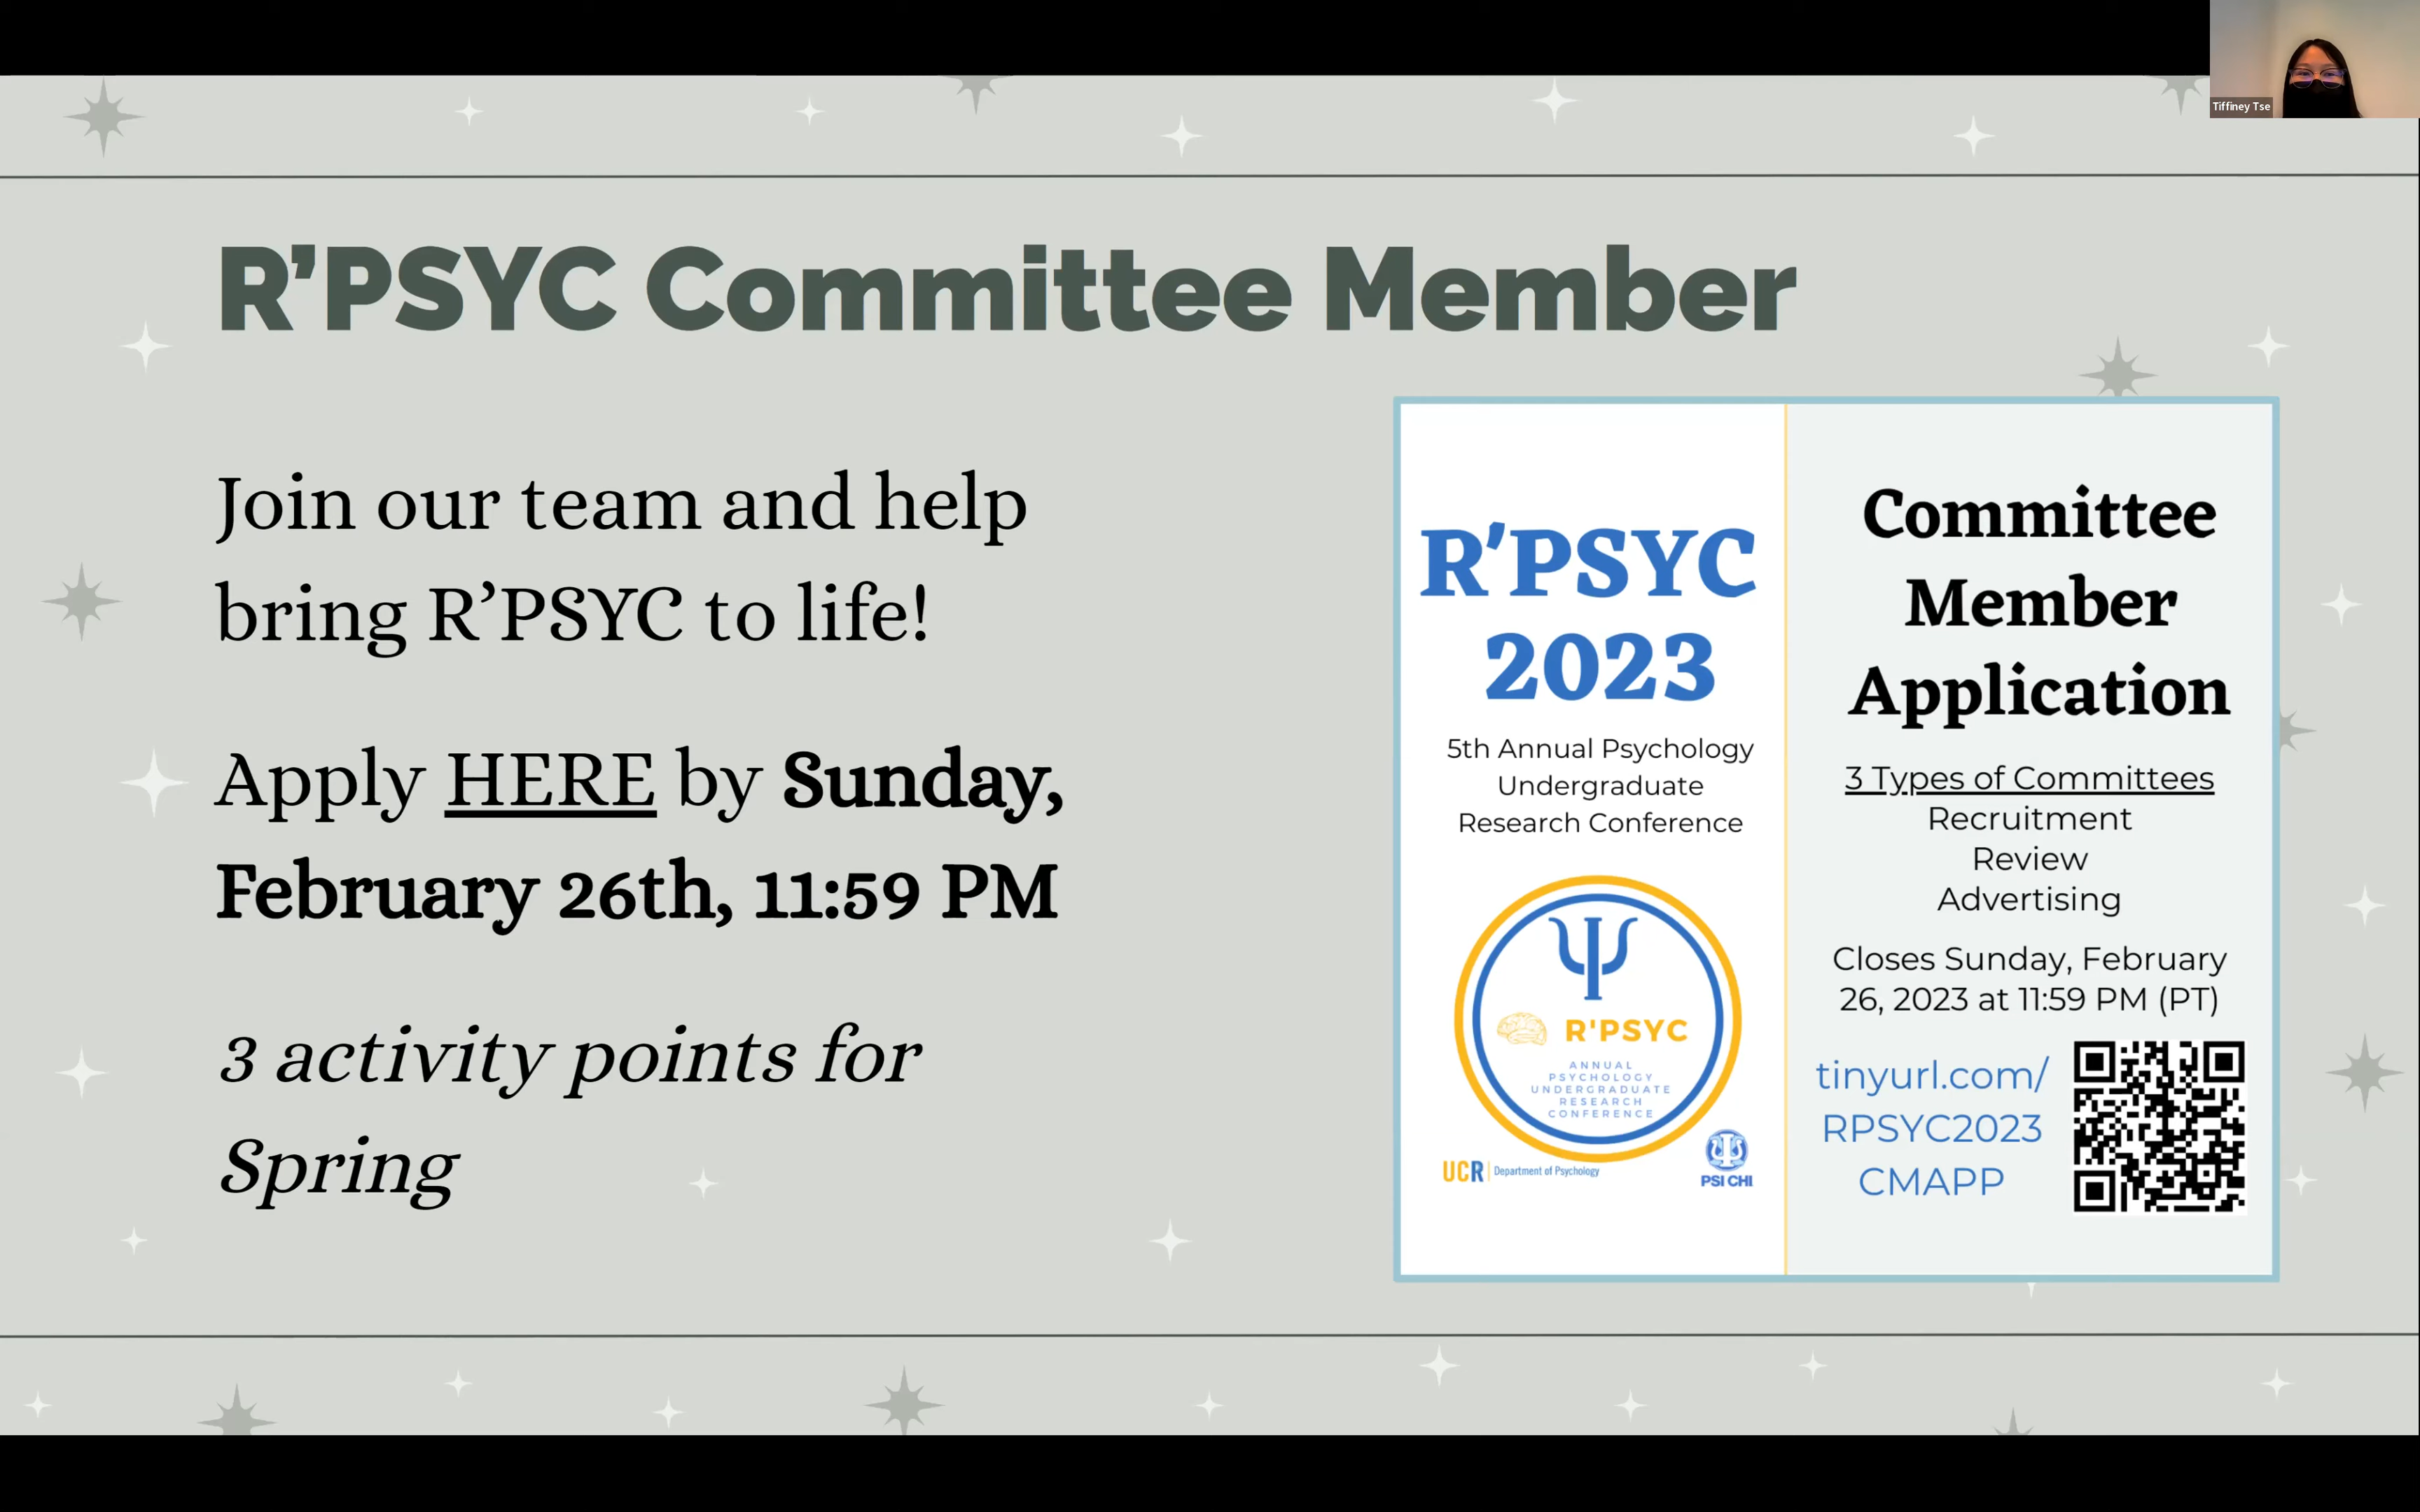 Tiffiney Tse
R’PSYC Committee Member
Join our team and help
bring R’PSYC to life!
Apply HERE by Sunday,
February 26th, 11:59 PM
3 activity points for
Spring
R'PSYC
2023
5th Annual Psychology
Undergraduate
Research Conference
R'PSYC
ANNUAL
PSYCHOLOGY
UNDERGRADUATE
RESEARCH
CONFERENCE
UCR Department of Psychology
PSI CHI
Committee
Member
Application
3 Types of Committees
Recruitment
Review
Advertising
Closes Sunday, February
26, 2023 at 11:59 PM (PT)
tinyurl.com/
RPSYC2023
CMAPP